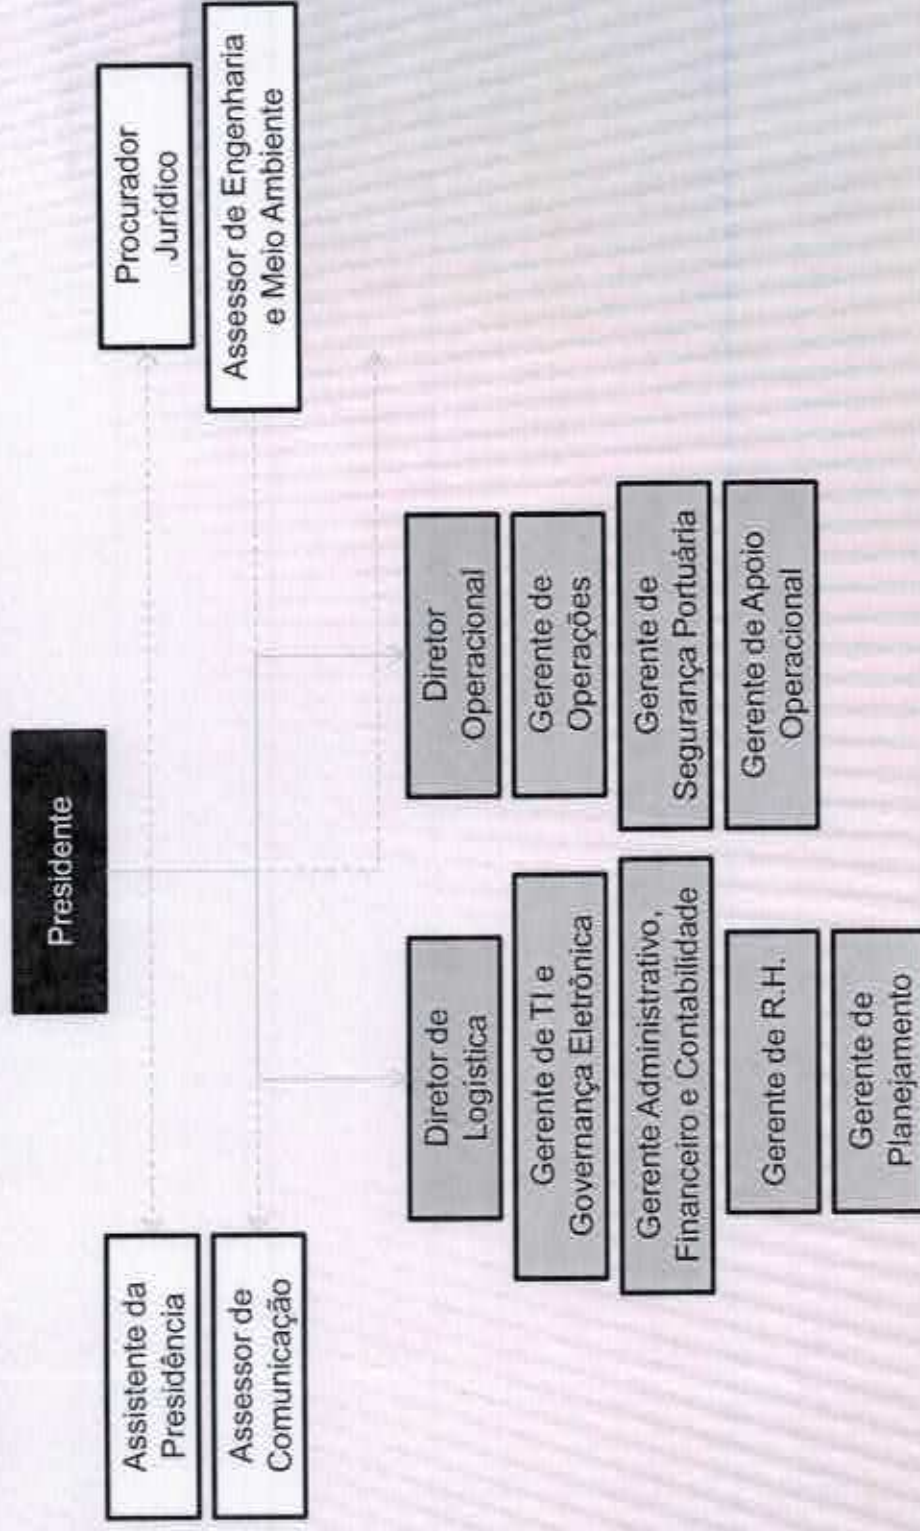 Presidente
Assistente da
Presidência
Assessor de
Comunicação
Procurador
Jurídico
Assessor de Engenharia
e Meio Ambiente
Diretor de
Logística
Gerente de TI e
Governança Eletrônica
Gerente Administrativo,
Financeiro e Contabilidade
Gerente de R.H.
Gerente de
Planejamento
Diretor
Operacional
Gerente de
Operações
Gerente de
Segurança Portuária
Gerente de Apoio
Operacional